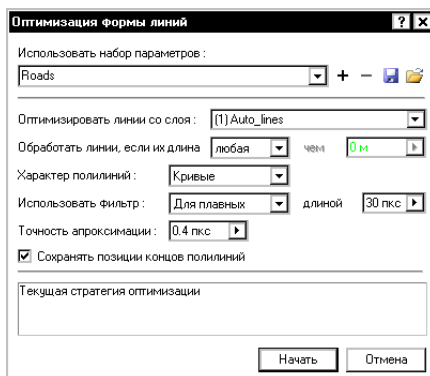 Оптимизация формы линий
Использовать набор параметров :
Roads
Оптимизировать линии со слоя : (1) Auto_lines
Обработать линии, если их длина любая чем 0 м
Характер полилиний : Кривые
Использовать фильтр : Для плавных длиной 30 пкс
Точность апроксимации : 0.4 пкс
Сохранять позиции концов полилиний
Текущая стратегия оптимизации
Начать Отмена